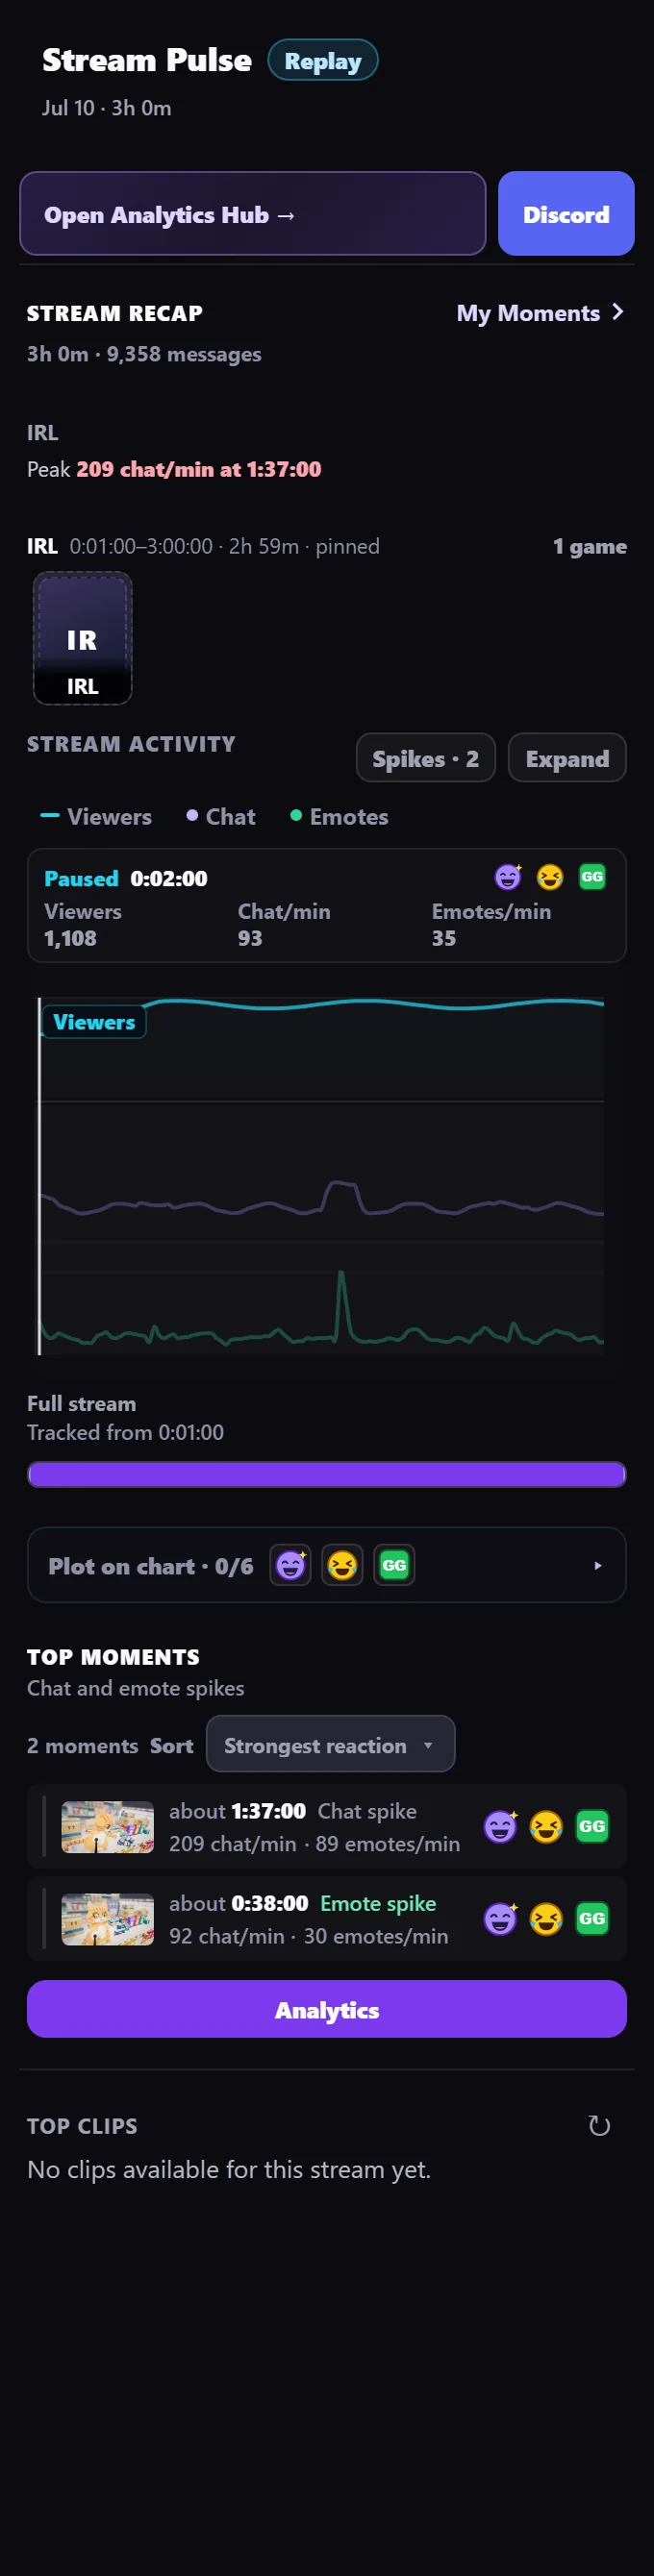 Stream Pulse Replay
Jul 10 · 3h 0m
Open Analytics Hub → Discord
STREAM RECAP My Moments >
3h 0m · 9,358 messages
IRL
Peak 209 chat/min at 1:37:00
IRL 0:01:00–3:00:00 · 2h 59m · pinned 1 game
IR
IRL
STREAM ACTIVITY Spikes · 2 Expand
Viewers Chat Emotes
Paused 0:02:00 GG
Viewers Chat/min Emotes/min
1,108 93 35
Viewers
Full stream
Tracked from 0:01:00
Plot on chart · 0/6 GG
TOP MOMENTS
Chat and emote spikes
2 moments Sort Strongest reaction
about 1:37:00 Chat spike GG
209 chat/min · 89 emotes/min
about 0:38:00 Emote spike GG
92 chat/min · 30 emotes/min
Analytics
TOP CLIPS
No clips available for this stream yet.